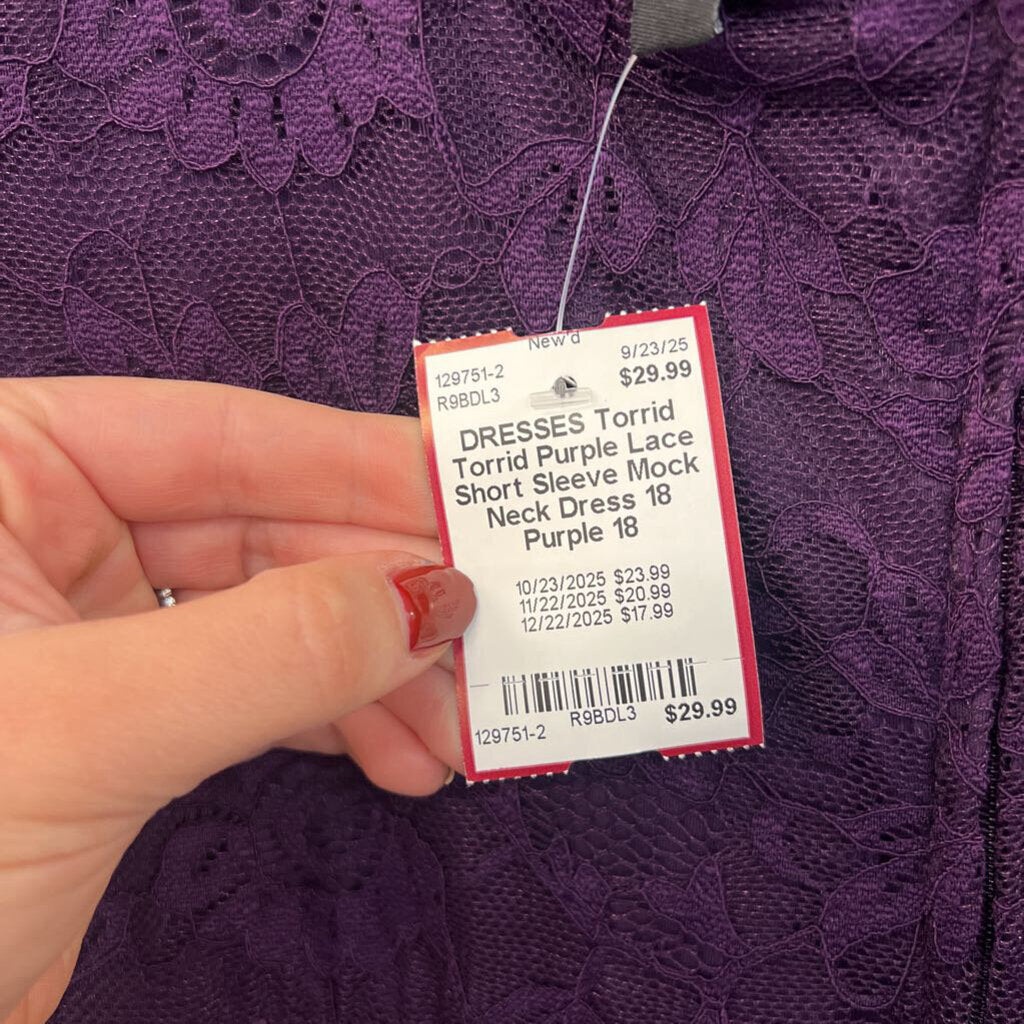 New'd
129751-2
9/23/25
R9BDL3
$29.99
DRESSES Torrid
Torrid Purple Lace
Short Sleeve Mock
Neck Dress 18
Purple 18
10/23/2025 $23.99
11/22/2025 $20.99
12/22/2025 $17.99
129751-2 R9BDL3 $29.99